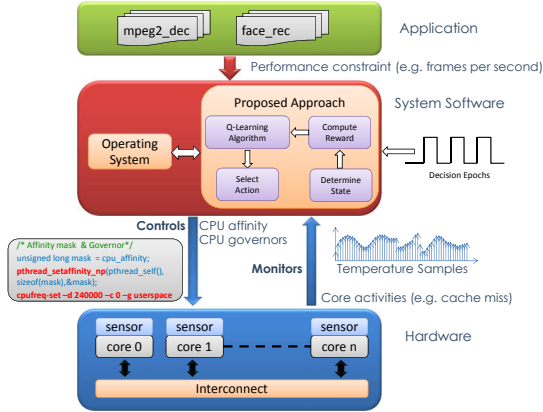 mpeg2_dec
face_rec
Application
Performance constraint (e.g. frames per second)
Proposed Approach
System Software
Operating
System
Q-Learning
Algorithm
Compute
Reward
Select
Action
Determine
State
Decision Epochs
Controls
CPU affinity
CPU governors
/* Affinity mask & Governor*/
unsigned long mask = cpu_affinity;
pthread_setaffinity_np(pthread_self(),
sizeof(mask),&mask);
cpufreq-set –d 240000 –c 0 –g userspace
Monitors
Temperature Samples
Core activities (e.g. cache miss)
Hardware
sensor
core 0
sensor
core 1
sensor
core n
Interconnect